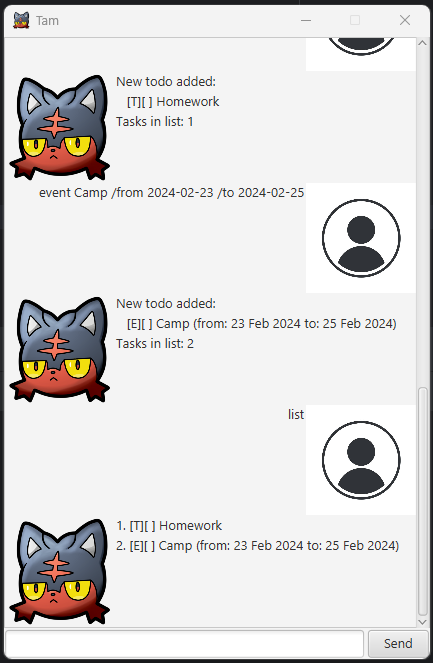 Tam
New todo added:
[T][ ] Homework
Tasks in list: 1
event Camp /from 2024-02-23 /to 2024-02-25
New todo added:
[E][ ] Camp (from: 23 Feb 2024 to: 25 Feb 2024)
Tasks in list: 2
list
1. [T][ ] Homework
2. [E][ ] Camp (from: 23 Feb 2024 to: 25 Feb 2024)
Send